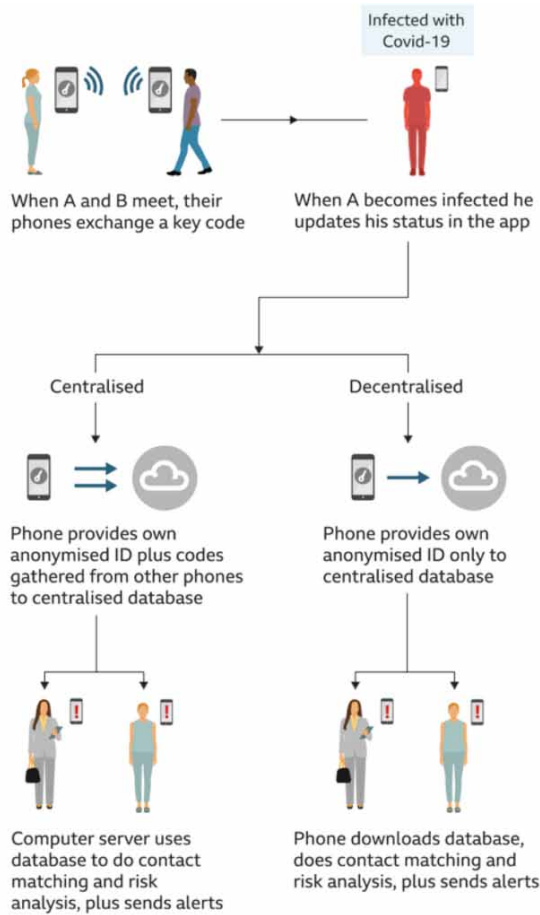 Infected with
Covid-19
When A and B meet, their
phones exchange a key code
When A becomes infected he
updates his status in the app
Centralised
Decentralised
Phone provides own
anonymised ID plus codes
gathered from other phones
to centralised database
Phone provides own
anonymised ID only to
centralised database
Computer server uses
database to do contact
matching and risk
analysis, plus sends alerts
Phone downloads database,
does contact matching and
risk analysis, plus sends alerts